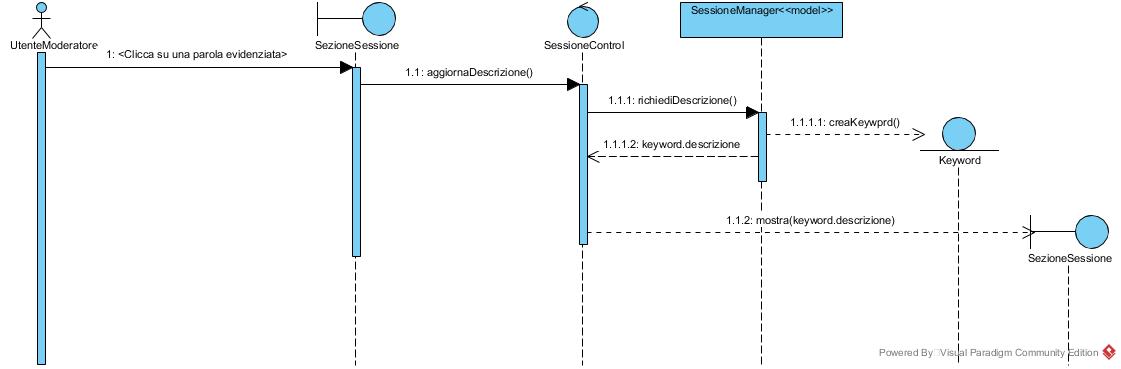 SessioneManager<<model>>
UtenteModeratore
SezioneSessione
SessioneControl
1: <Clicca su una parola evidenziata>
1.1: aggiornaDescrizione()
1.1.1: richiediDescrizione()
1.1.1.1: creaKeywprd()
1.1.1.2: keyword.descrizione
Keyword
1.1.2: mostra(keyword.descrizione)
SezioneSessione
Powered By Visual Paradigm Community Edition